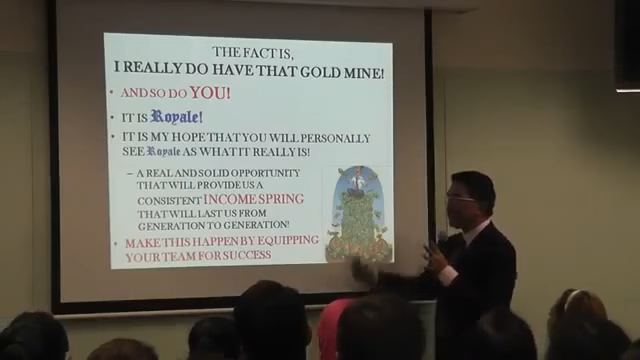 THE FACT IS,
I REALLY DO HAVE THAT GOLD MINE!
• AND SO DO YOU!
• IT IS Royale!
• IT IS MY HOPE THAT YOU WILL PERSONALLY
SEE Royale AS WHAT IT REALLY IS!
– A REAL AND SOLID OPPORTUNITY
THAT WILL PROVIDE US A
CONSISTENT INCOME SPRING
THAT WILL LAST US FROM
GENERATION TO GENERATION!
• MAKE THIS HAPPEN BY EQUIPPING
YOUR TEAM FOR SUCCESS